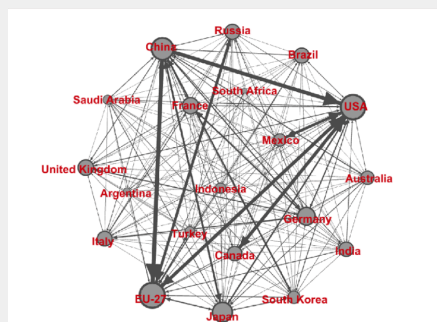 Russia
China
Brazil
South Africa
Saudi Arabia
France
USA
Mexico
United Kingdom
Australia
Argentina
Indonesia
Germany
Italy
Turkey
Canada
India
EU-27
South Korea
Japan